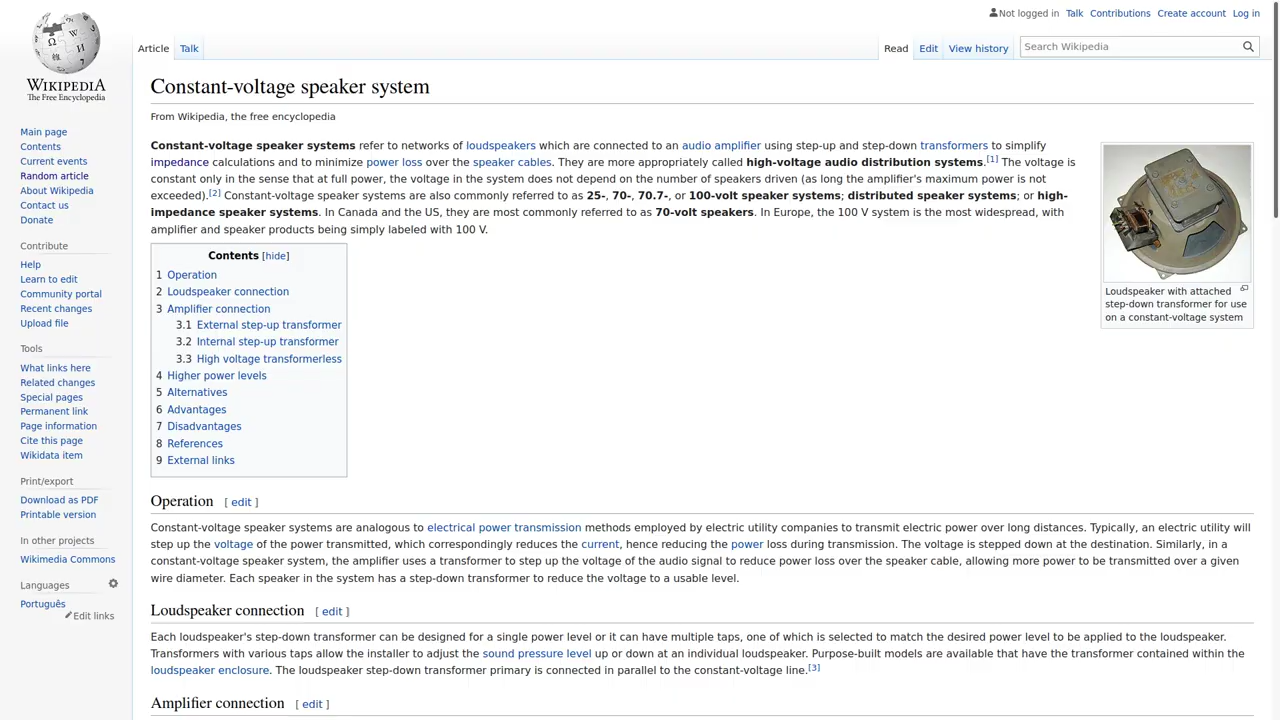 Not logged in Talk Contributions Create account Log in
Article Talk Read Edit View history Search Wikipedia
WIKIPEDIA
The Free Encyclopedia
Main page
Contents
Current events
Random article
About Wikipedia
Contact us
Donate
Contribute
Help
Learn to edit
Community portal
Recent changes
Upload file
Tools
What links here
Related changes
Special pages
Permanent link
Page information
Cite this page
Wikidata item
Print/export
Download as PDF
Printable version
In other projects
Wikimedia Commons
Languages
Português
Edit links
Constant-voltage speaker system
From Wikipedia, the free encyclopedia
Constant-voltage speaker systems refer to networks of loudspeakers which are connected to an audio amplifier using step-up and step-down transformers to simplify
impedance calculations and to minimize power loss over the speaker cables. They are more appropriately called high-voltage audio distribution systems.[1] The voltage is
constant only in the sense that at full power, the voltage in the system does not depend on the number of speakers driven (as long the amplifier's maximum power is not
exceeded).[2] Constant-voltage speaker systems are also commonly referred to as 25-, 70-, 70.7-, or 100-volt speaker systems; distributed speaker systems; or high-
impedance speaker systems. In Canada and the US, they are most commonly referred to as 70-volt speakers. In Europe, the 100 V system is the most widespread, with
amplifier and speaker products being simply labeled with 100 V.
Loudspeaker with attached
step-down transformer for use
on a constant-voltage system
Contents [hide]
1 Operation
2 Loudspeaker connection
3 Amplifier connection
3.1 External step-up transformer
3.2 Internal step-up transformer
3.3 High voltage transformerless
4 Higher power levels
5 Alternatives
6 Advantages
7 Disadvantages
8 References
9 External links
Operation [ edit ]
Constant-voltage speaker systems are analogous to electrical power transmission methods employed by electric utility companies to transmit electric power over long distances. Typically, an electric utility will
step up the voltage of the power transmitted, which correspondingly reduces the current, hence reducing the power loss during transmission. The voltage is stepped down at the destination. Similarly, in a
constant-voltage speaker system, the amplifier uses a transformer to step up the voltage of the audio signal to reduce power loss over the speaker cable, allowing more power to be transmitted over a given
wire diameter. Each speaker in the system has a step-down transformer to reduce the voltage to a usable level.
Loudspeaker connection [ edit ]
Each loudspeaker's step-down transformer can be designed for a single power level or it can have multiple taps, one of which is selected to match the desired power level to be applied to the loudspeaker.
Transformers with various taps allow the installer to adjust the sound pressure level up or down at an individual loudspeaker. Purpose-built models are available that have the transformer contained within the
loudspeaker enclosure. The loudspeaker step-down transformer primary is connected in parallel to the constant-voltage line.[3]
Amplifier connection [ edit ]